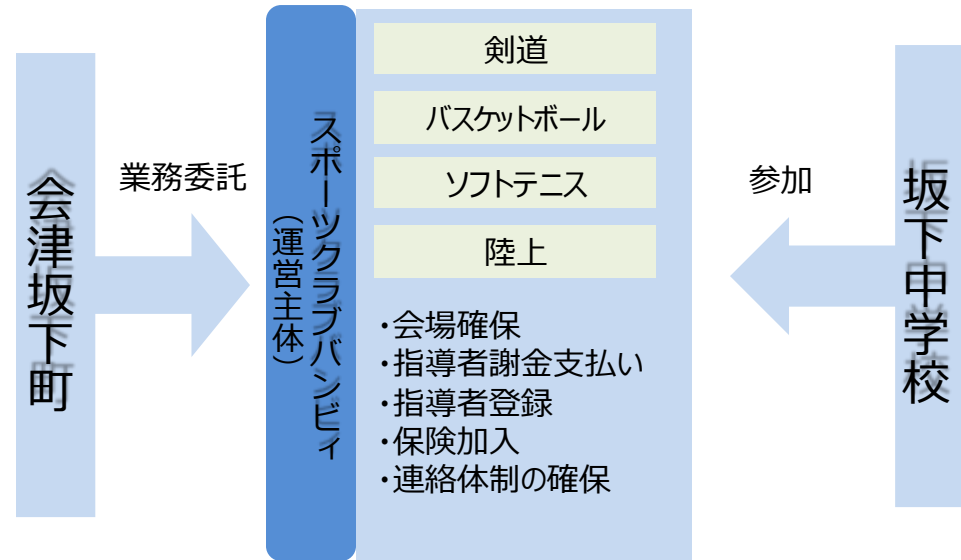 会津坂下町
業務委託
スポーツクラブバンビィ
（運営主体）
剣道
バスケットボール
ソフトテニス
陸上
・会場確保
・指導者謝金支払い
・指導者登録
・保険加入
・連絡体制の確保
参加
坂下中学校